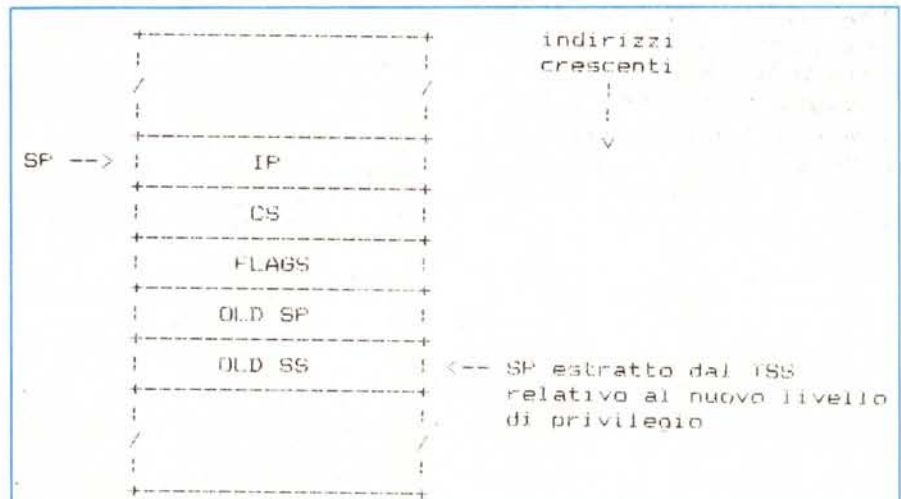 indirizzi
crescenti
SP --> IP
CS
FLAGS
OLD SP
OLD SS <-- SP estratto dal TSS
relativo al nuovo livello
di privilegio